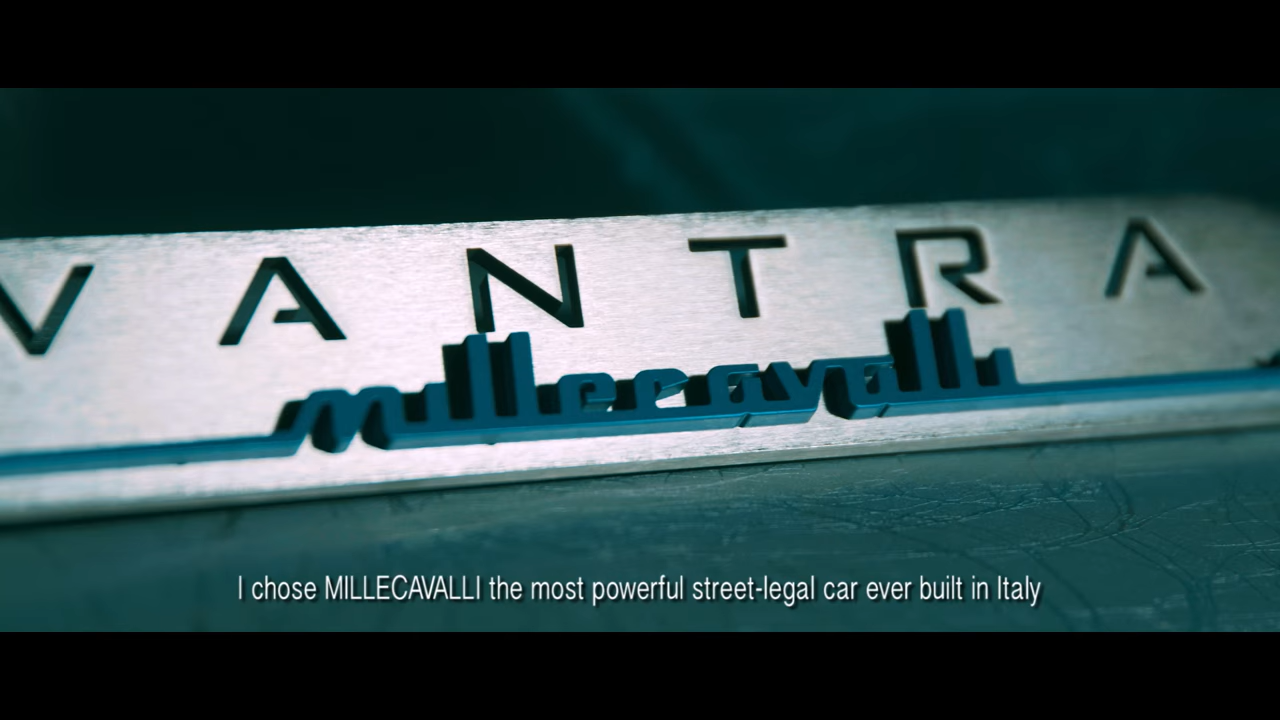 VANTRA
millecavalli
I chose MILLECAVALLI the most powerful street-legal car ever built in Italy